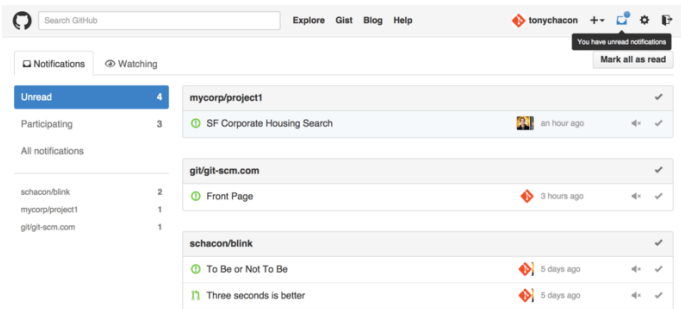 Search GitHub
Explore Gist Blog Help
tonychacon
You have unread notifications
Notifications
Watching
Mark all as read
Unread 4
Participating 3
All notifications
schacon/blink 2
mycorp/project1 1
git/git-scm.com 1
mycorp/project1
SF Corporate Housing Search an hour ago
git/git-scm.com
Front Page 3 hours ago
schacon/blink
To Be or Not To Be 5 days ago
Three seconds is better 5 days ago